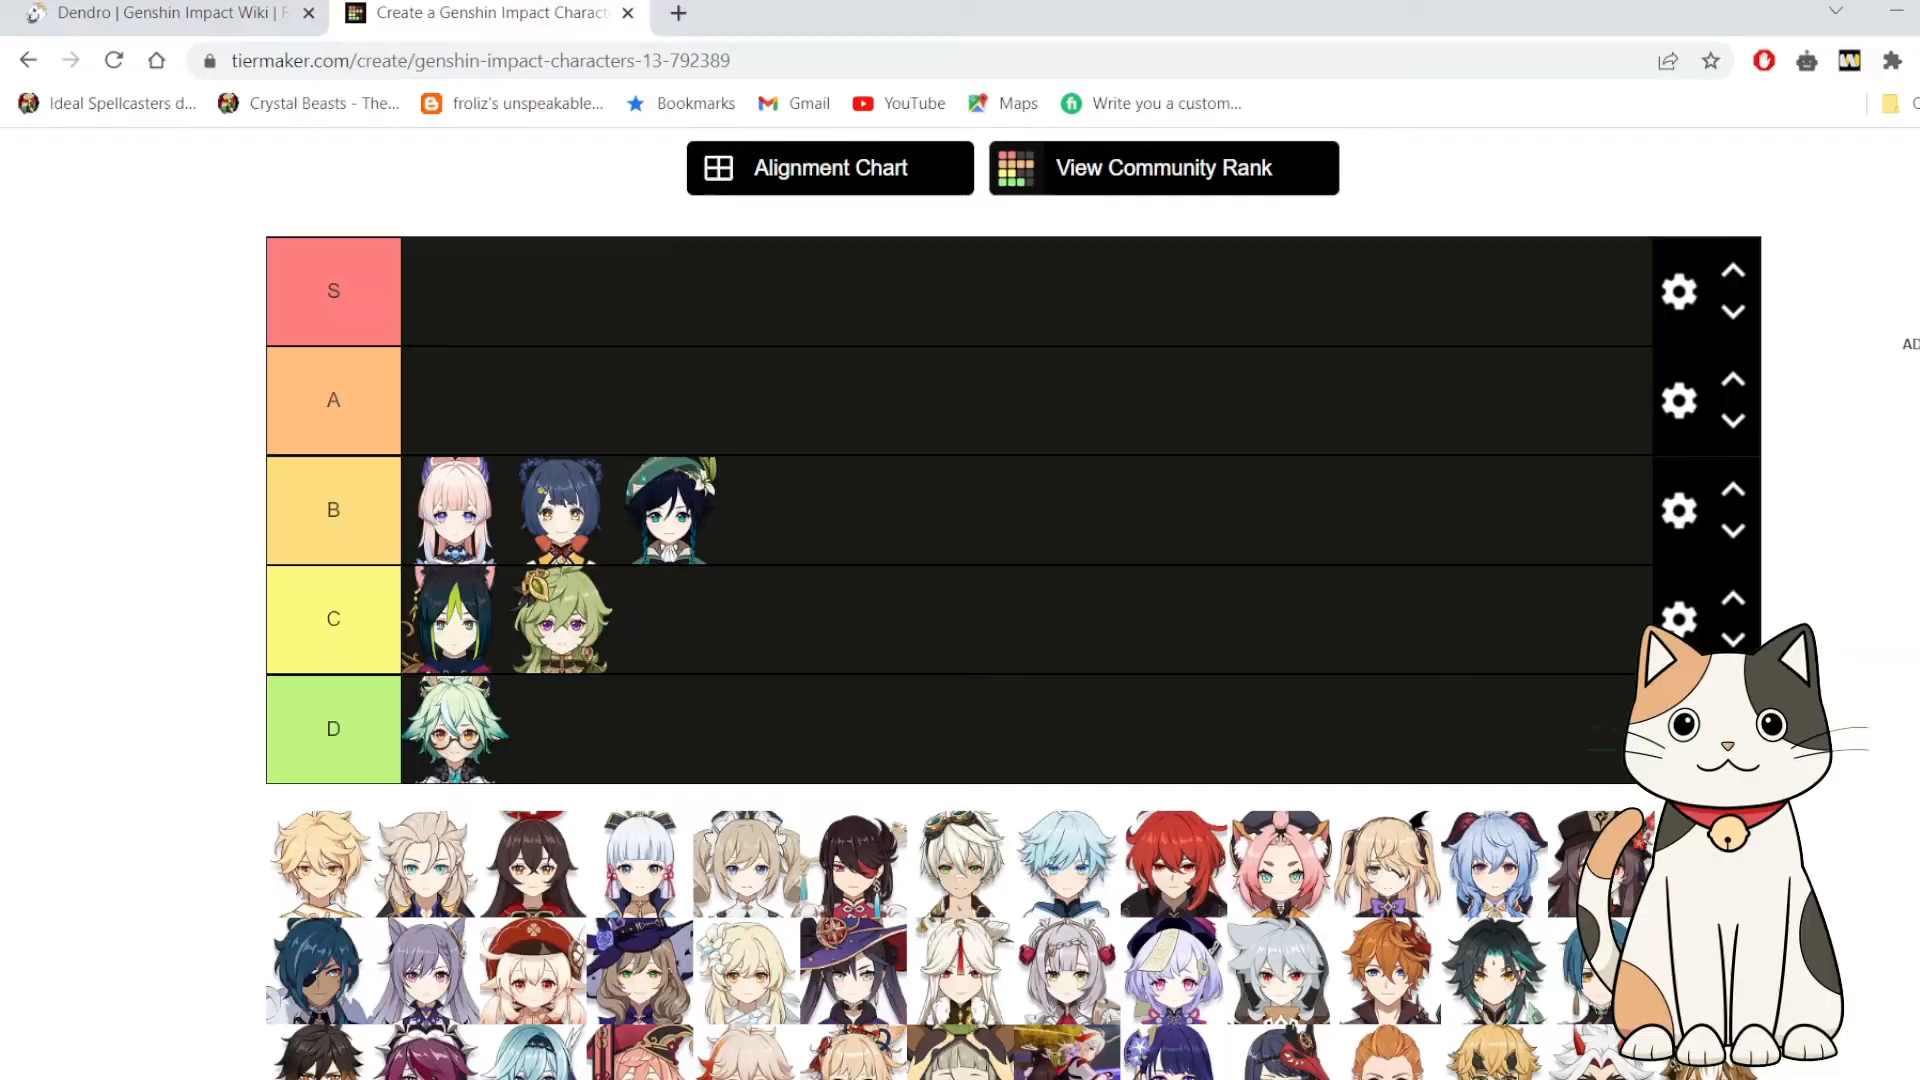 Dendro | Genshin Impact Wiki |
Create a Genshin Impact Charact
tiermaker.com/create/genshin-impact-characters-13-792389
Ideal Spellcasters d...
Crystal Beasts - The...
froliz's unspeakable...
Bookmarks
Gmail
YouTube
Maps
Write you a custom...
Alignment Chart
View Community Rank
S
A
B
C
D
AD